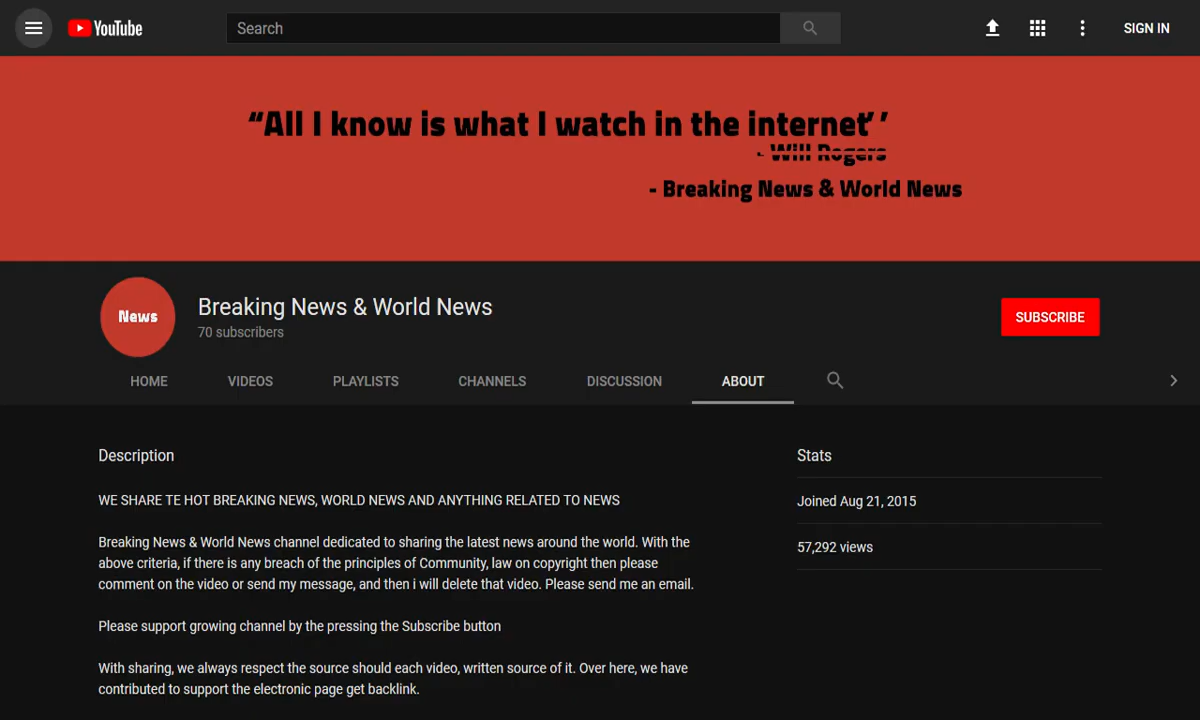 YouTube
Search
SIGN IN
“All I know is what I watch in the internet’’
- Will Rogers
- Breaking News & World News
News
Breaking News & World News
70 subscribers
SUBSCRIBE
HOME VIDEOS PLAYLISTS CHANNELS DISCUSSION ABOUT
Description
WE SHARE TE HOT BREAKING NEWS, WORLD NEWS AND ANYTHING RELATED TO NEWS
Breaking News & World News channel dedicated to sharing the latest news around the world. With the
above criteria, if there is any breach of the principles of Community, law on copyright then please
comment on the video or send my message, and then i will delete that video. Please send me an email.
Please support growing channel by the pressing the Subscribe button
With sharing, we always respect the source should each video, written source of it. Over here, we have
contributed to support the electronic page get backlink.
Stats
Joined Aug 21, 2015
57,292 views